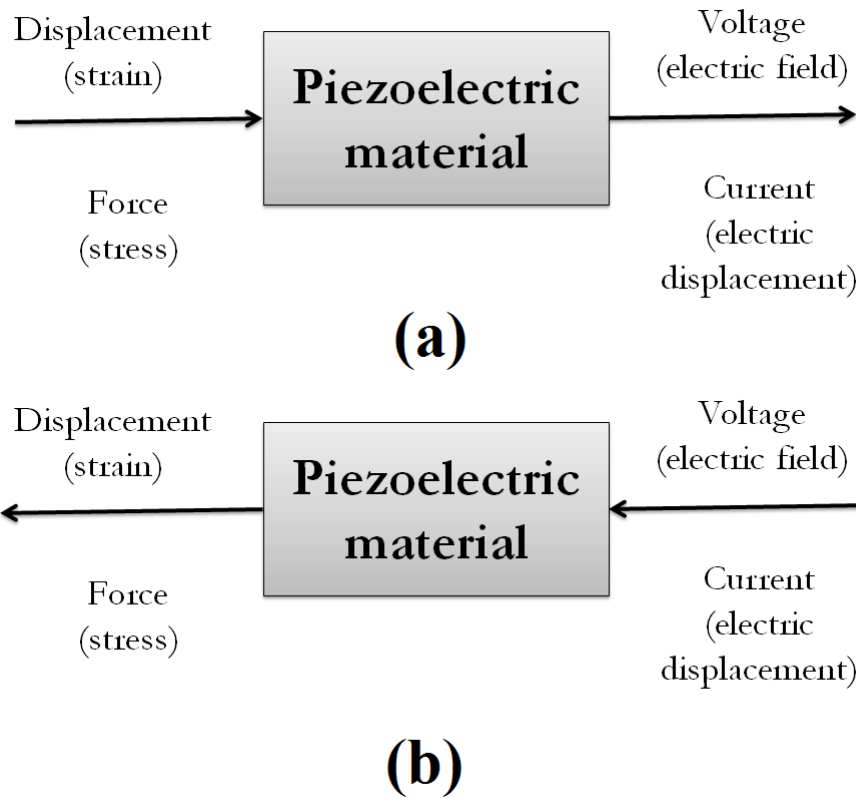 Displacement
(strain)
Force
(stress)
Piezoelectric
material
Voltage
(electric field)
Current
(electric
displacement)
(a)
Displacement
(strain)
Force
(stress)
Piezoelectric
material
Voltage
(electric field)
Current
(electric
displacement)
(b)